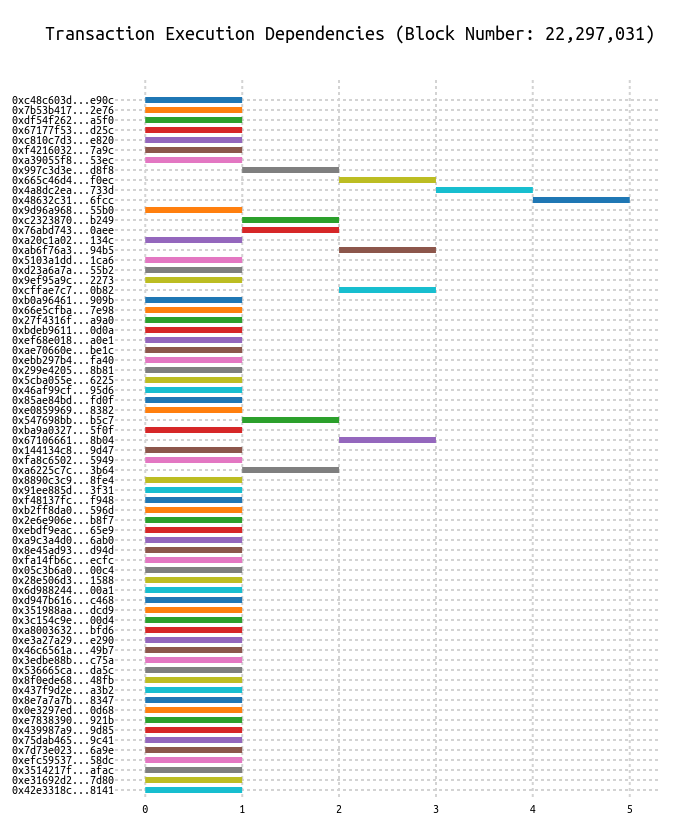 Transaction Execution Dependencies (Block Number: 22,297,031)
0xc48c603d...e90c
0x7b53b417...2e76
0xdf54f262...a5f0
0x67177f53...d25c
0xc810c7d3...e820
0xf4216032...7a9c
0xa39055f8...53ec
0x997c3d3e...d8f8
0x665c46d4...f0ec
0x4a8dc2ea...733d
0x48632c31...6fcc
0x9d96a968...55b0
0xc2323870...b249
0x76abd743...0aee
0xa20c1a02...134c
0xab6f76a3...94b5
0x5103a1dd...1ca6
0xd23a6a7a...55b2
0x9ef95a9c...2273
0xcffae7c7...0b82
0xb0a96461...909b
0x66e5cfba...7e98
0x27f4316f...a9a0
0xbdeb9611...0d0a
0xef68e018...a0e1
0xae70660e...be1c
0xebb297b4...fa40
0x299e4205...8b81
0x5cba055e...6225
0x46af99cf...95d6
0x85ae84bd...fd0f
0xe0859969...8382
0x547698bb...b5c7
0xba9a0327...5f0f
0x67106661...8b04
0x144134c8...9d47
0xfa8c6502...5949
0xa6225c7c...3b64
0x8890c3c9...8fe4
0x91ee885d...3f31
0xf48137fc...f948
0xb2ff8da0...596d
0x2e6e906e...b8f7
0xebdf9eac...65e9
0xa9c3a4d0...6ab0
0x8e45ad93...d94d
0xfa14fb6c...ecfc
0x05c3b6a0...00c4
0x28e506d3...1588
0x6d988244...00a1
0xd947b616...c468
0x351988aa...dcd9
0x3c154c9e...00d4
0xa8003632...bfd6
0xe3a27a29...e290
0x46c6561a...49b7
0x3edbe88b...c75a
0x536665ca...da5c
0x8f0ede68...48fb
0x437f9d2e...a3b2
0x8e7a7a7b...8347
0x0e3297ed...0d68
0xe7838390...921b
0x439987a9...9d85
0x75dab465...9c41
0x7d73e023...6a9e
0xefc59537...58dc
0x3514217f...afac
0xe31692d2...7d80
0x42e3318c...8141
0 1 2 3 4 5